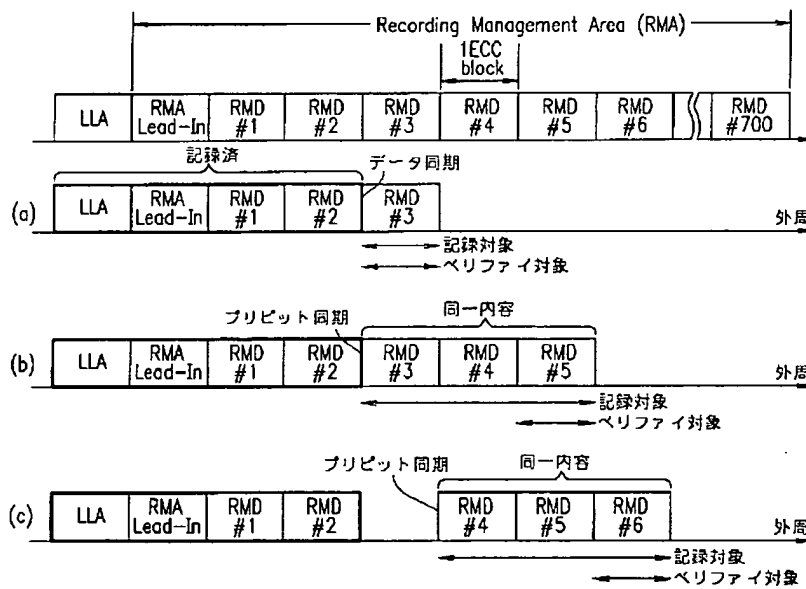 Recording Management Area (RMA)
1ECC
block
LLA
RMA
Lead-In
RMD
#1
RMD
#2
RMD
#3
RMD
#4
RMD
#5
RMD
#6
RMD
#700
記録済
データ同期
(a)
LLA
RMA
Lead-In
RMD
#1
RMD
#2
RMD
#3
外周
記録対象
ベリファイ対象
プリピット同期
同一内容
(b)
LLA
RMA
Lead-In
RMD
#1
RMD
#2
RMD
#3
RMD
#4
RMD
#5
外周
記録対象
ベリファイ対象
プリピット同期
同一内容
(c)
LLA
RMA
Lead-In
RMD
#1
RMD
#2
RMD
#4
RMD
#5
RMD
#6
外周
記録対象
ベリファイ対象